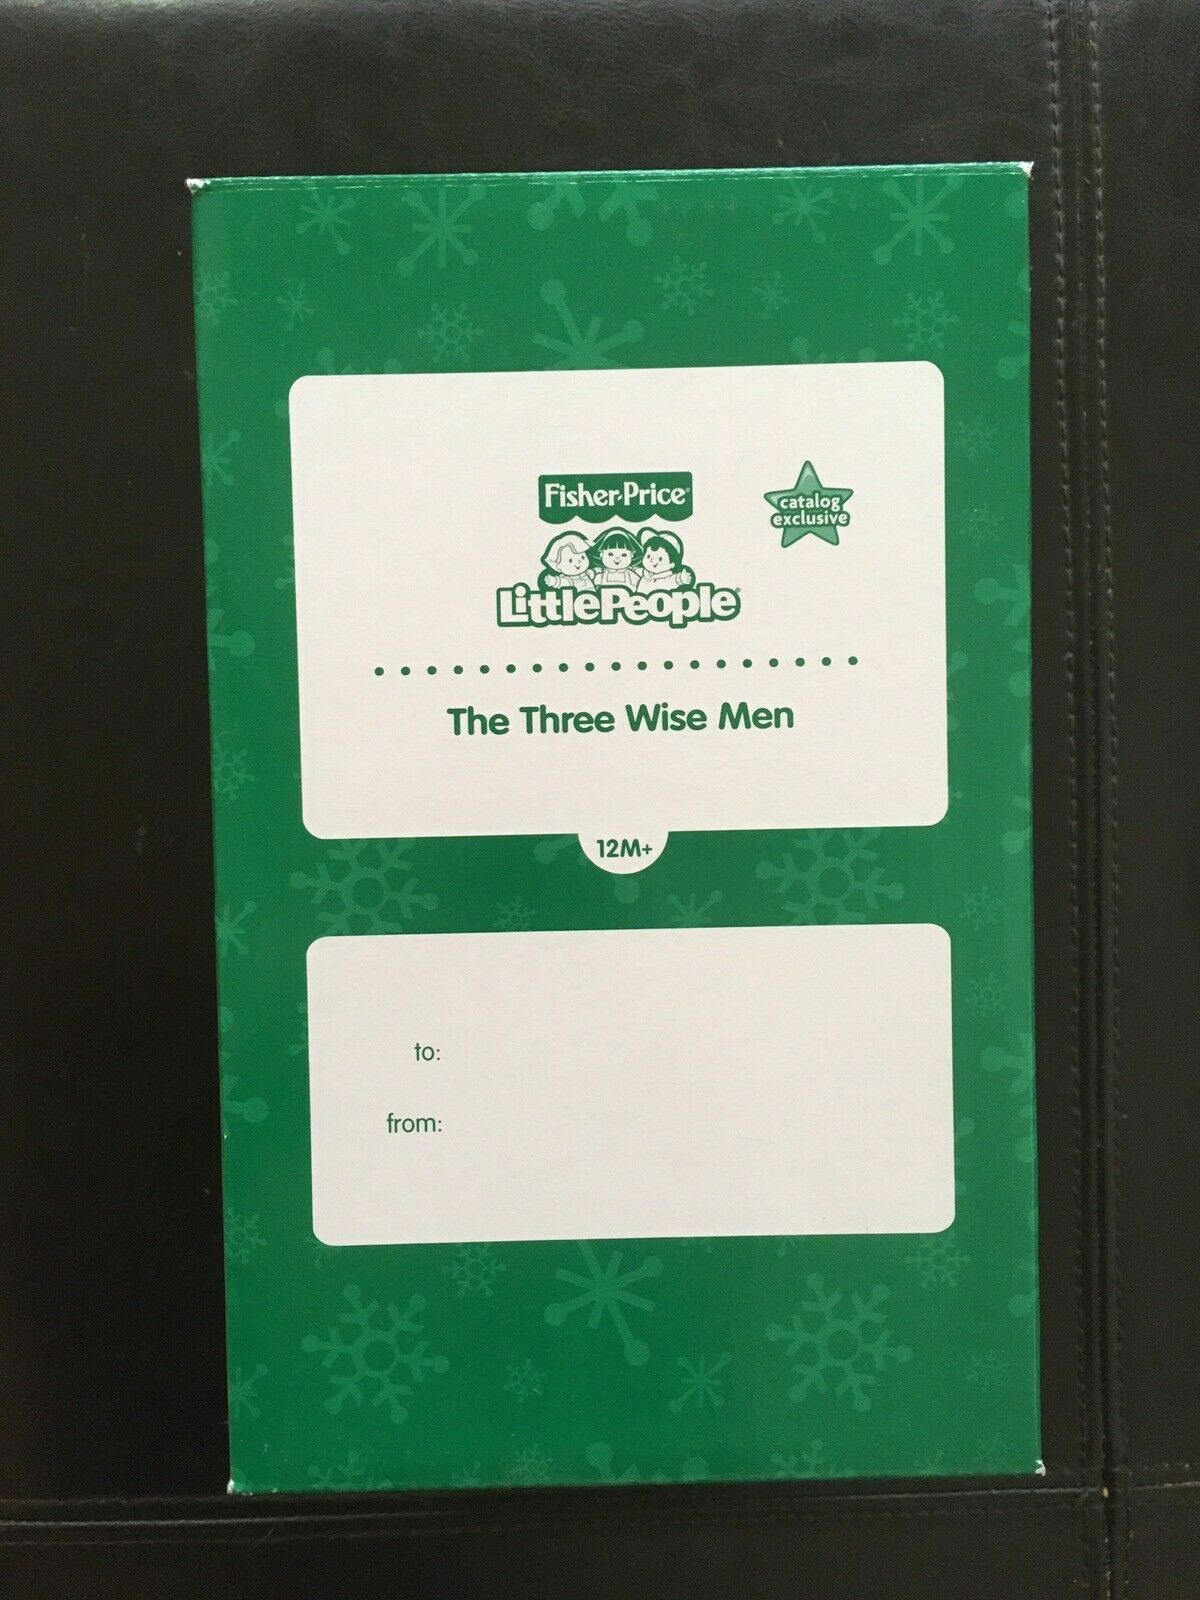 Fisher-Price®
catalog
exclusive
LittlePeople®
The Three Wise Men
12M+
to:
from: